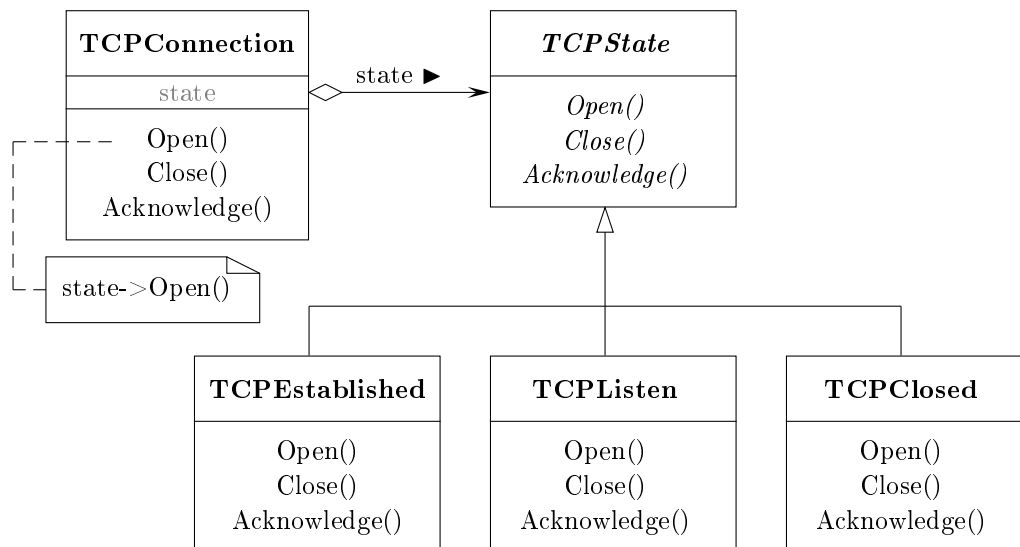 TCPConnection
state
Open()
Close()
Acknowledge()
state->Open()
state ►
TCPState
Open()
Close()
Acknowledge()
TCPEstablished
Open()
Close()
Acknowledge()
TCPListen
Open()
Close()
Acknowledge()
TCPClosed
Open()
Close()
Acknowledge()